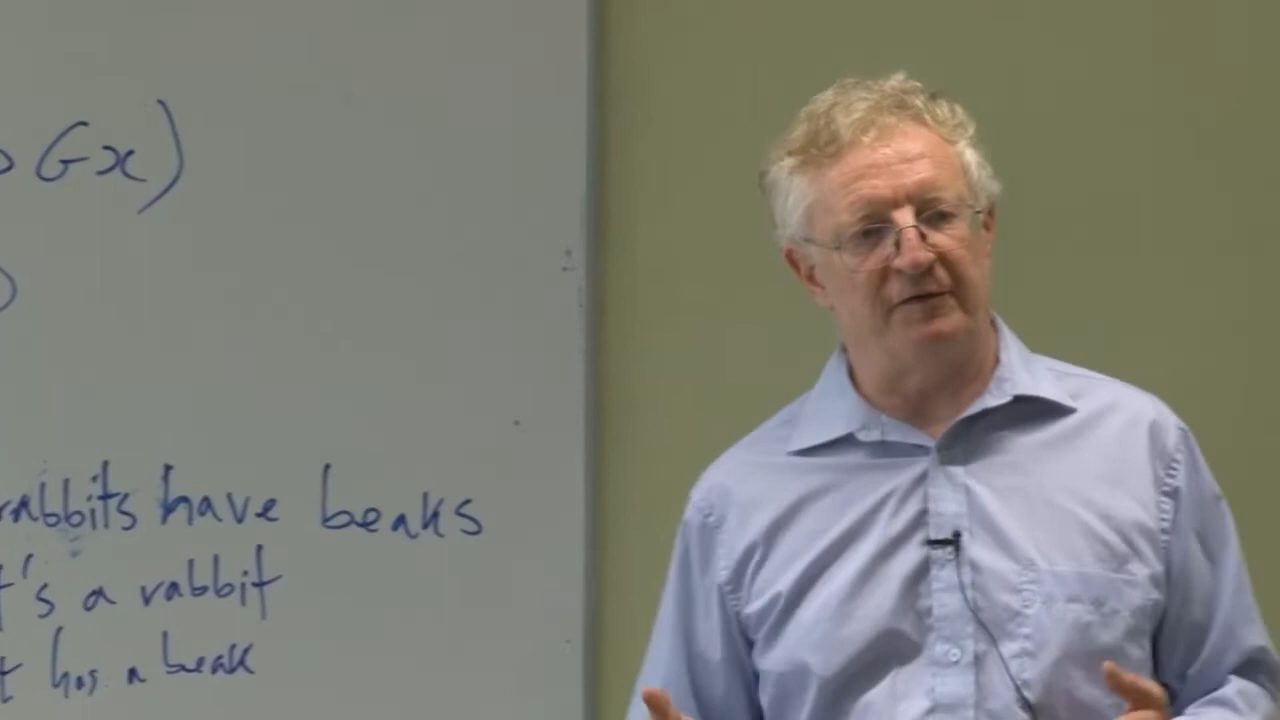 Gx)
)
rabbits have beaks
t's a rabbit
t has a beak